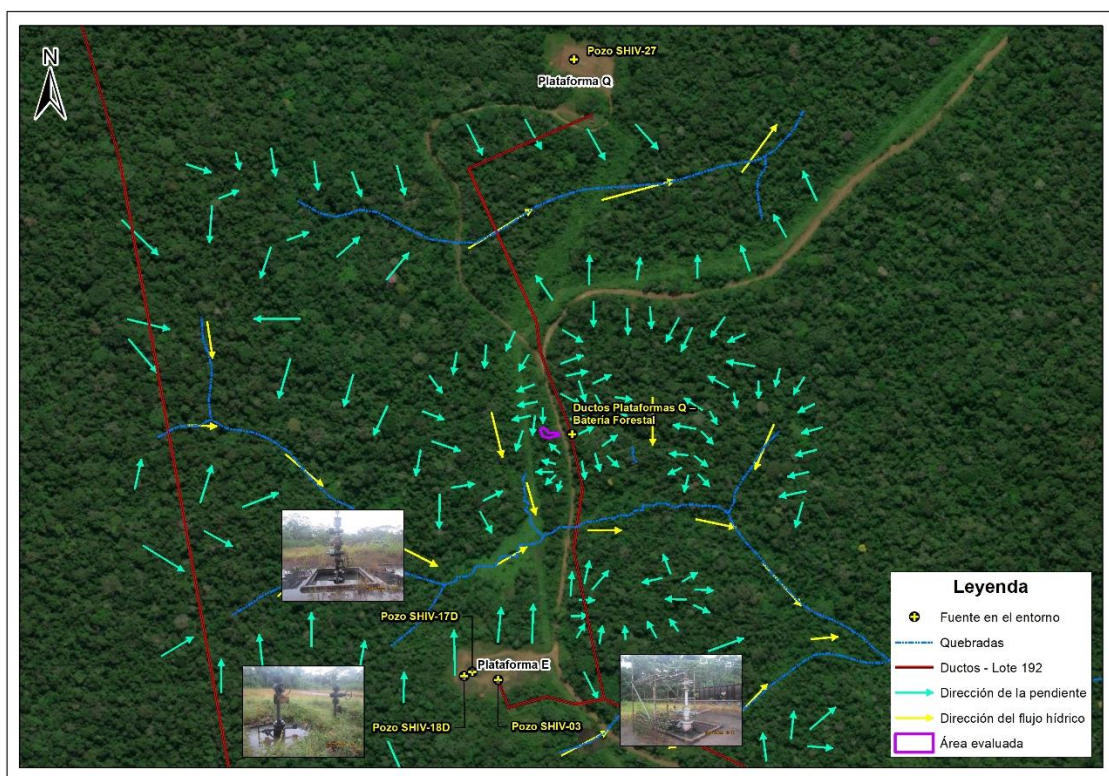 N
Pozo SHIV-27
Plataforma Q
Ductos Plataformas Q –
Batería Forestal
Pozo SHIV-17D
Plataforma E
Pozo SHIV-18D
Pozo SHIV-03
Leyenda
Fuente en el entorno
Quebradas
Ductos - Lote 192
Dirección de la pendiente
Dirección del flujo hídrico
Área evaluada